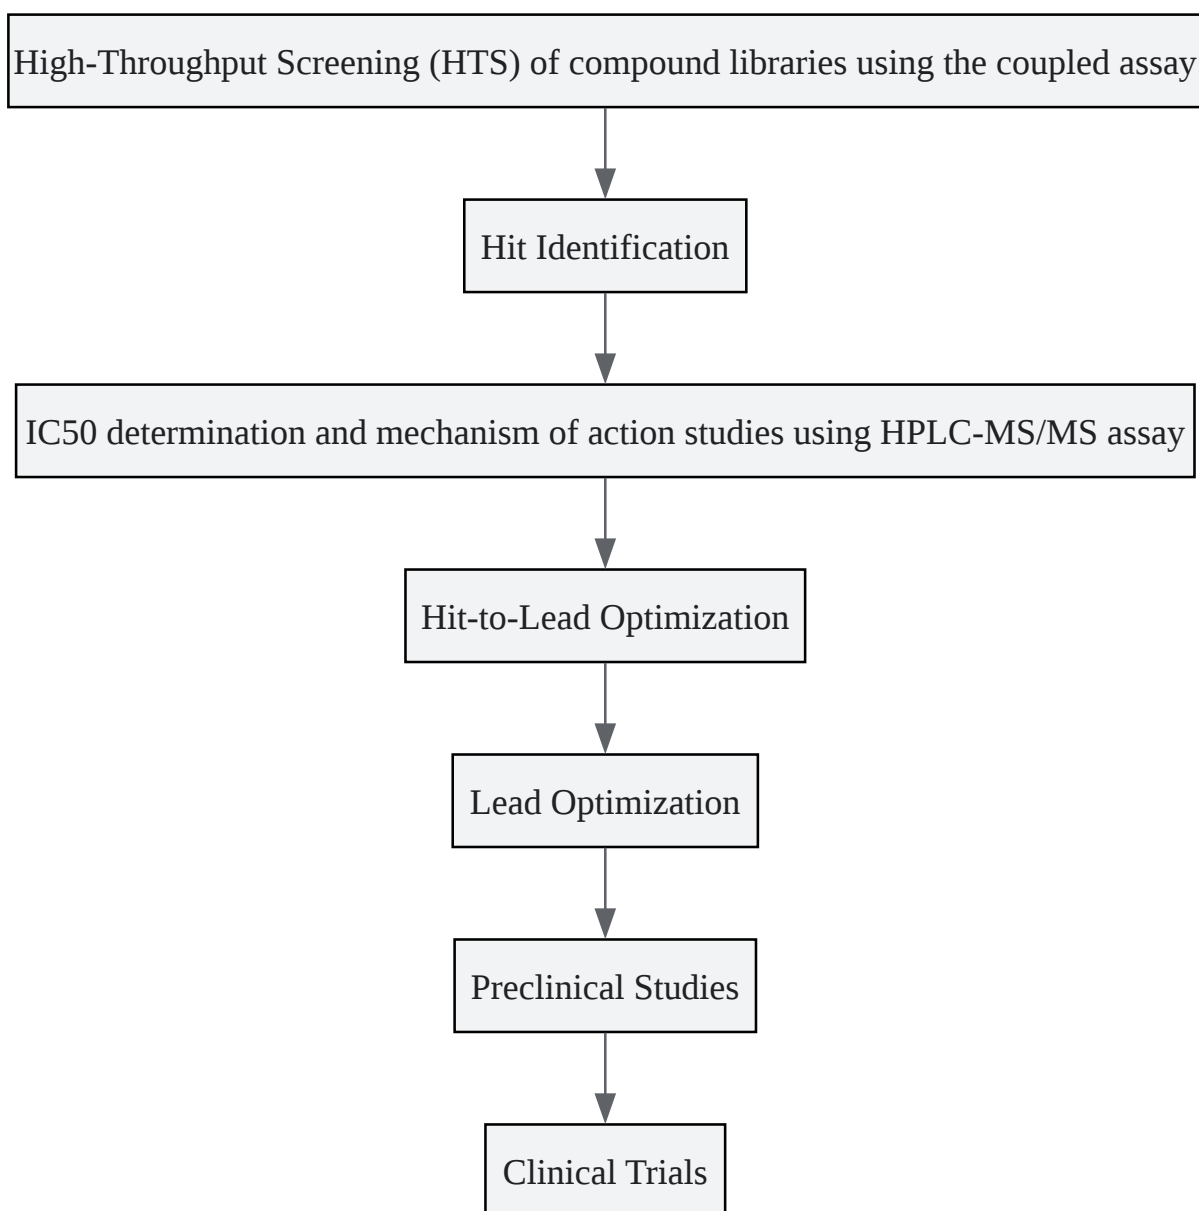 High-Throughput Screening (HTS) of compound libraries using the coupled assay
Hit Identification
IC50 determination and mechanism of action studies using HPLC-MS/MS assay
Hit-to-Lead Optimization
Lead Optimization
Preclinical Studies
Clinical Trials